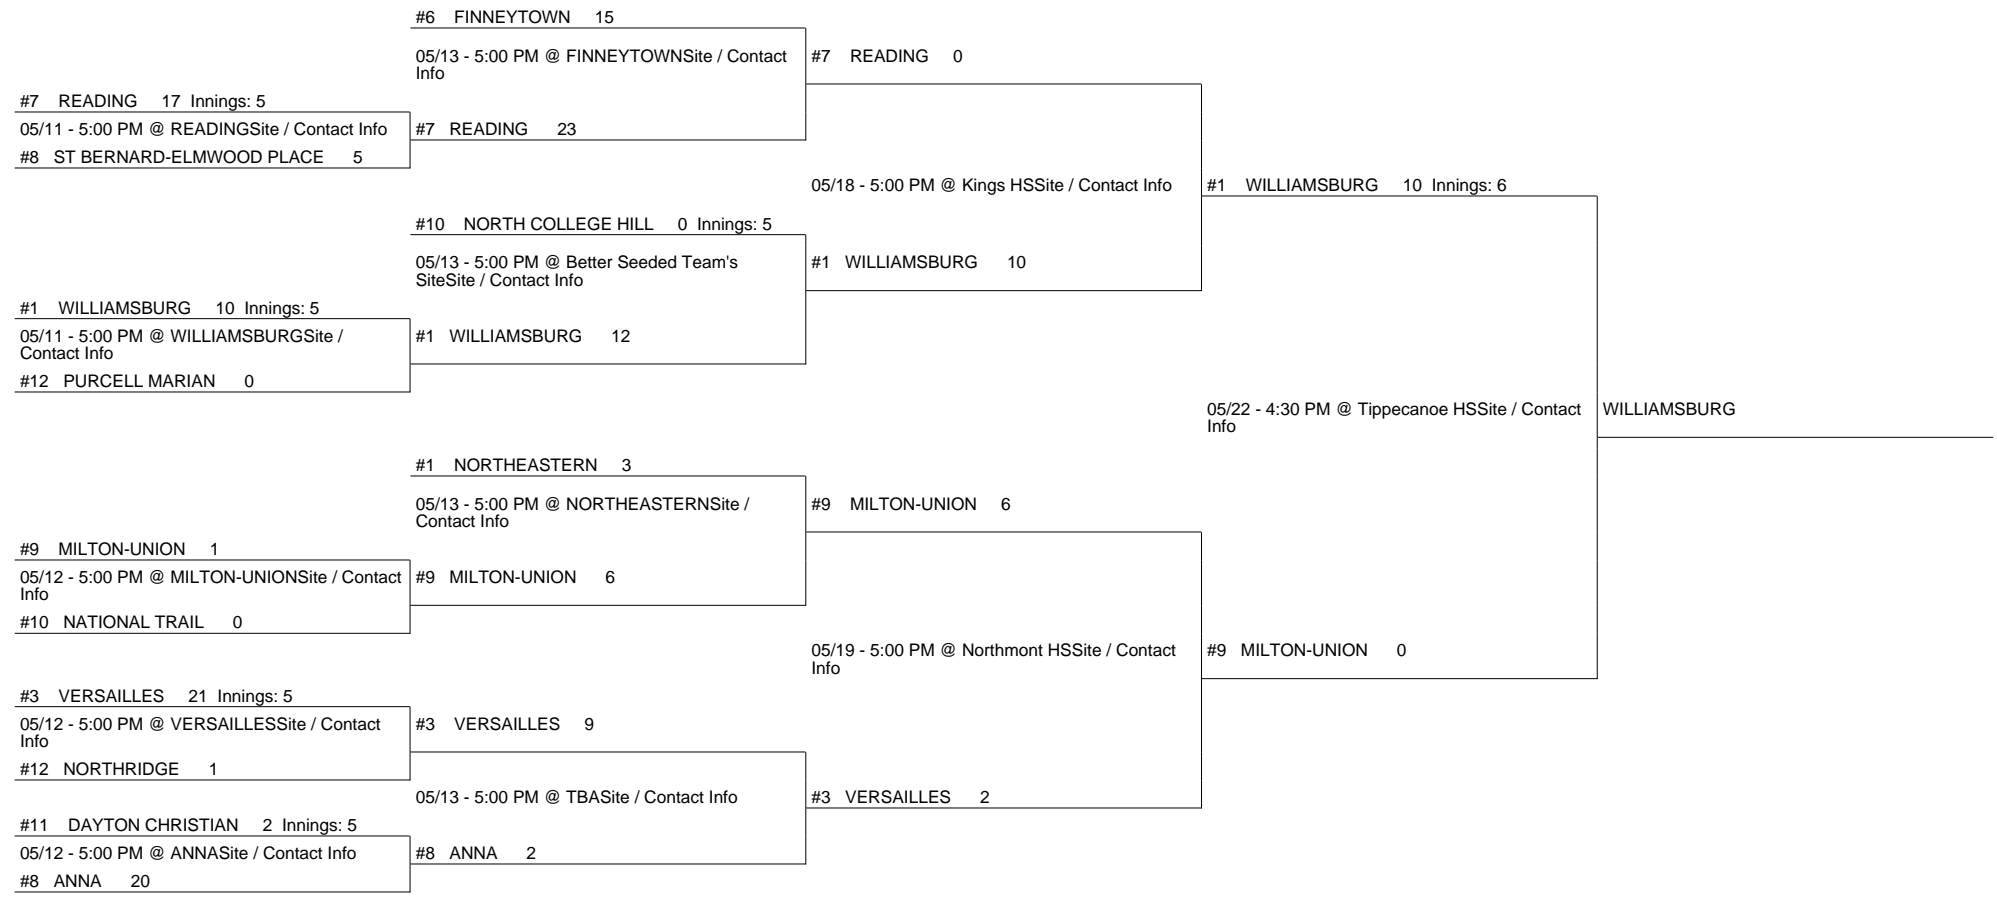 #6 FINNEYTOWN 15
05/13 - 5:00 PM @ FINNEYTOWNSite / Contact
Info
#7 READING 0
#7 READING 17 Innings: 5
05/11 - 5:00 PM @ READINGSite / Contact Info
#8 ST BERNARD-ELMWOOD PLACE 5
#7 READING 23
05/18 - 5:00 PM @ Kings HSSite / Contact Info
#1 WILLIAMSBURG 10 Innings: 6
#10 NORTH COLLEGE HILL 0 Innings: 5
05/13 - 5:00 PM @ Better Seeded Team's
SiteSite / Contact Info
#1 WILLIAMSBURG 10
#1 WILLIAMSBURG 10 Innings: 5
05/11 - 5:00 PM @ WILLIAMSBURGSite /
Contact Info
#12 PURCELL MARIAN 0
#1 WILLIAMSBURG 12
05/22 - 4:30 PM @ Tippecanoe HSSite / Contact
Info
WILLIAMSBURG
#1 NORTHEASTERN 3
05/13 - 5:00 PM @ NORTHEASTERNSite /
Contact Info
#9 MILTON-UNION 6
#9 MILTON-UNION 1
05/12 - 5:00 PM @ MILTON-UNIONSite / Contact
Info
#10 NATIONAL TRAIL 0
#9 MILTON-UNION 6
05/19 - 5:00 PM @ Northmont HSSite / Contact
Info
#9 MILTON-UNION 0
#3 VERSAILLES 21 Innings: 5
05/12 - 5:00 PM @ VERSAILLESSite / Contact
Info
#12 NORTHRIDGE 1
#3 VERSAILLES 9
05/13 - 5:00 PM @ TBASite / Contact Info
#3 VERSAILLES 2
#11 DAYTON CHRISTIAN 2 Innings: 5
05/12 - 5:00 PM @ ANNASite / Contact Info
#8 ANNA 20
#8 ANNA 2